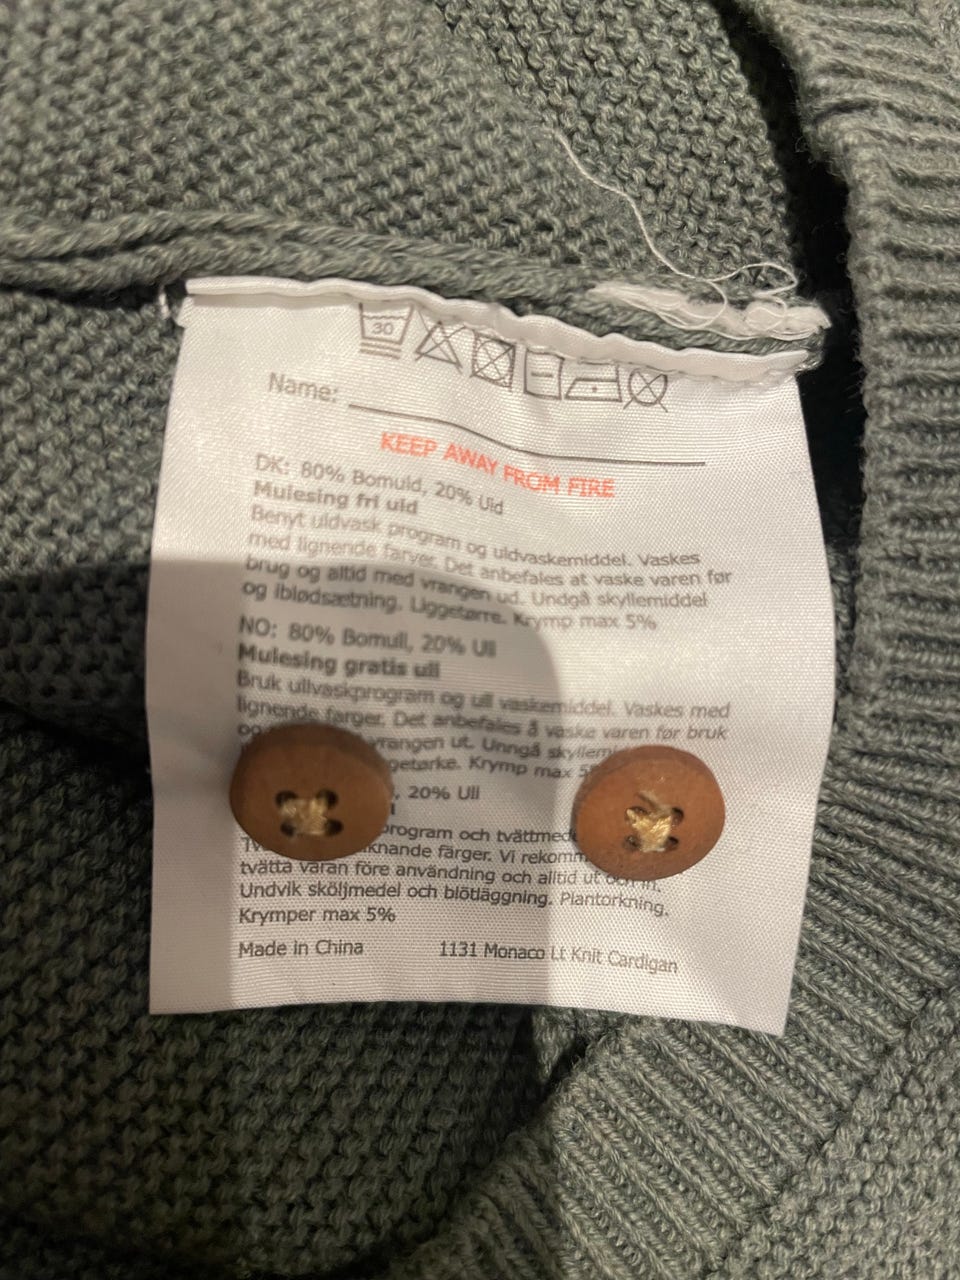 30
Name:
KEEP AWAY FROM FIRE
DK: 80% Bomuld, 20% Uld
Mulesing fri uld
Benyt uldvask program og uldvaskemiddel. Vaskes
med lignende farver. Det anbefales at vaske varen før
brug og altid med vrangen ud. Undgå skyllemiddel
og iblødsætning. Liggetørre. Krymp max 5%
NO: 80% Bomull, 20% Ull
Mulesing gratis ull
Bruk ullvaskprogram og ull vaskemiddel. Vaskes med
lignende farger. Det anbefales å vaske varen før bruk
vrangen ut. Unngå
Krymp max
20% Ull
program och
färger. Vi
tvätta varan före användning och alltid ut
Undvik sköljmedel och blötläggning. Plantorkning.
Krymper max 5%
Made in China 1131 Monaco Lt Knit Cardigan